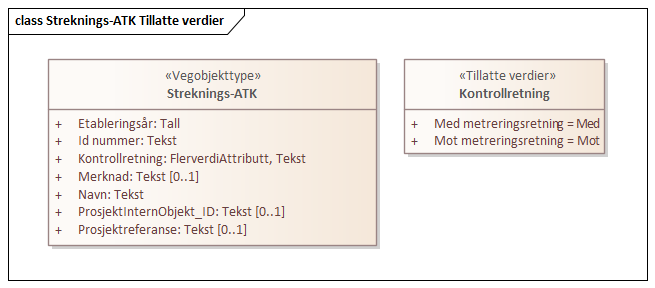 class Streknings-ATK Tillatte verdier
«Vegobjekttype»
Streknings-ATK
+ Etableringsår: Tall
+ Id nummer: Tekst
+ Kontrollretning: FlerverdiAttributt, Tekst
+ Merknad: Tekst [0..1]
+ Navn: Tekst
+ ProsjektInternObjekt_ID: Tekst [0..1]
+ Prosjektreferanse: Tekst [0..1]
«Tillatte verdier»
Kontrollretning
+ Med metreringsretning = Med
+ Mot metreringsretning = Mot